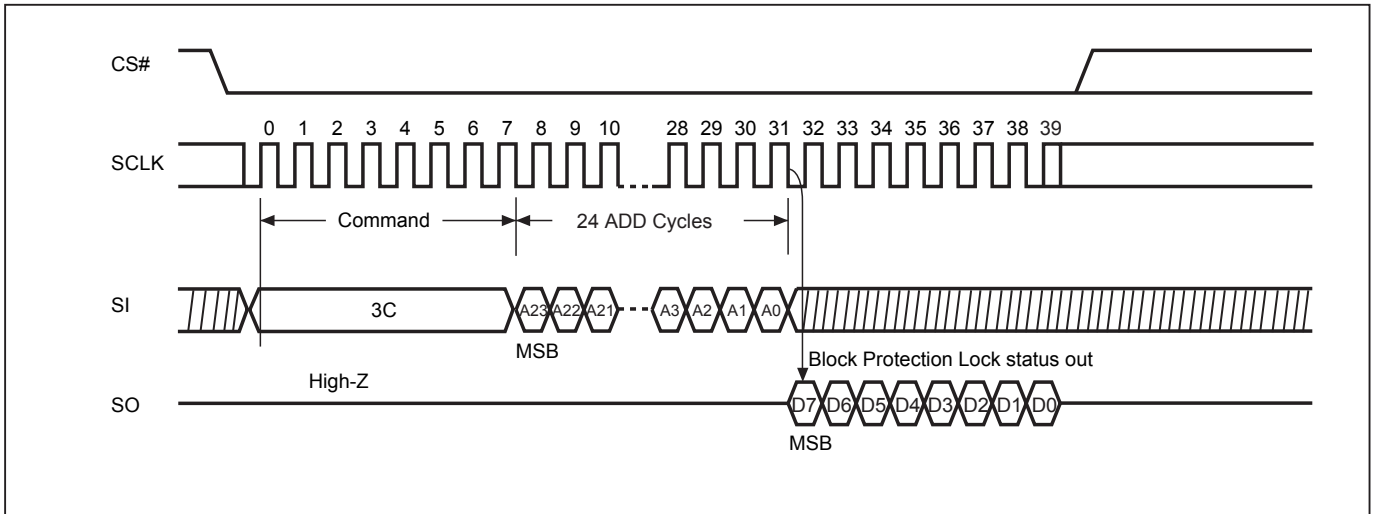 CS#
0 1 2 3 4 5 6 7 8 9 10 28 29 30 31 32 33 34 35 36 37 38 39
SCLK
Command 24 ADD Cycles
SI 3C A23 A22 A21 A3 A2 A1 A0
MSB
Block Protection Lock status out
High-Z
SO D7 D6 D5 D4 D3 D2 D1 D0
MSB